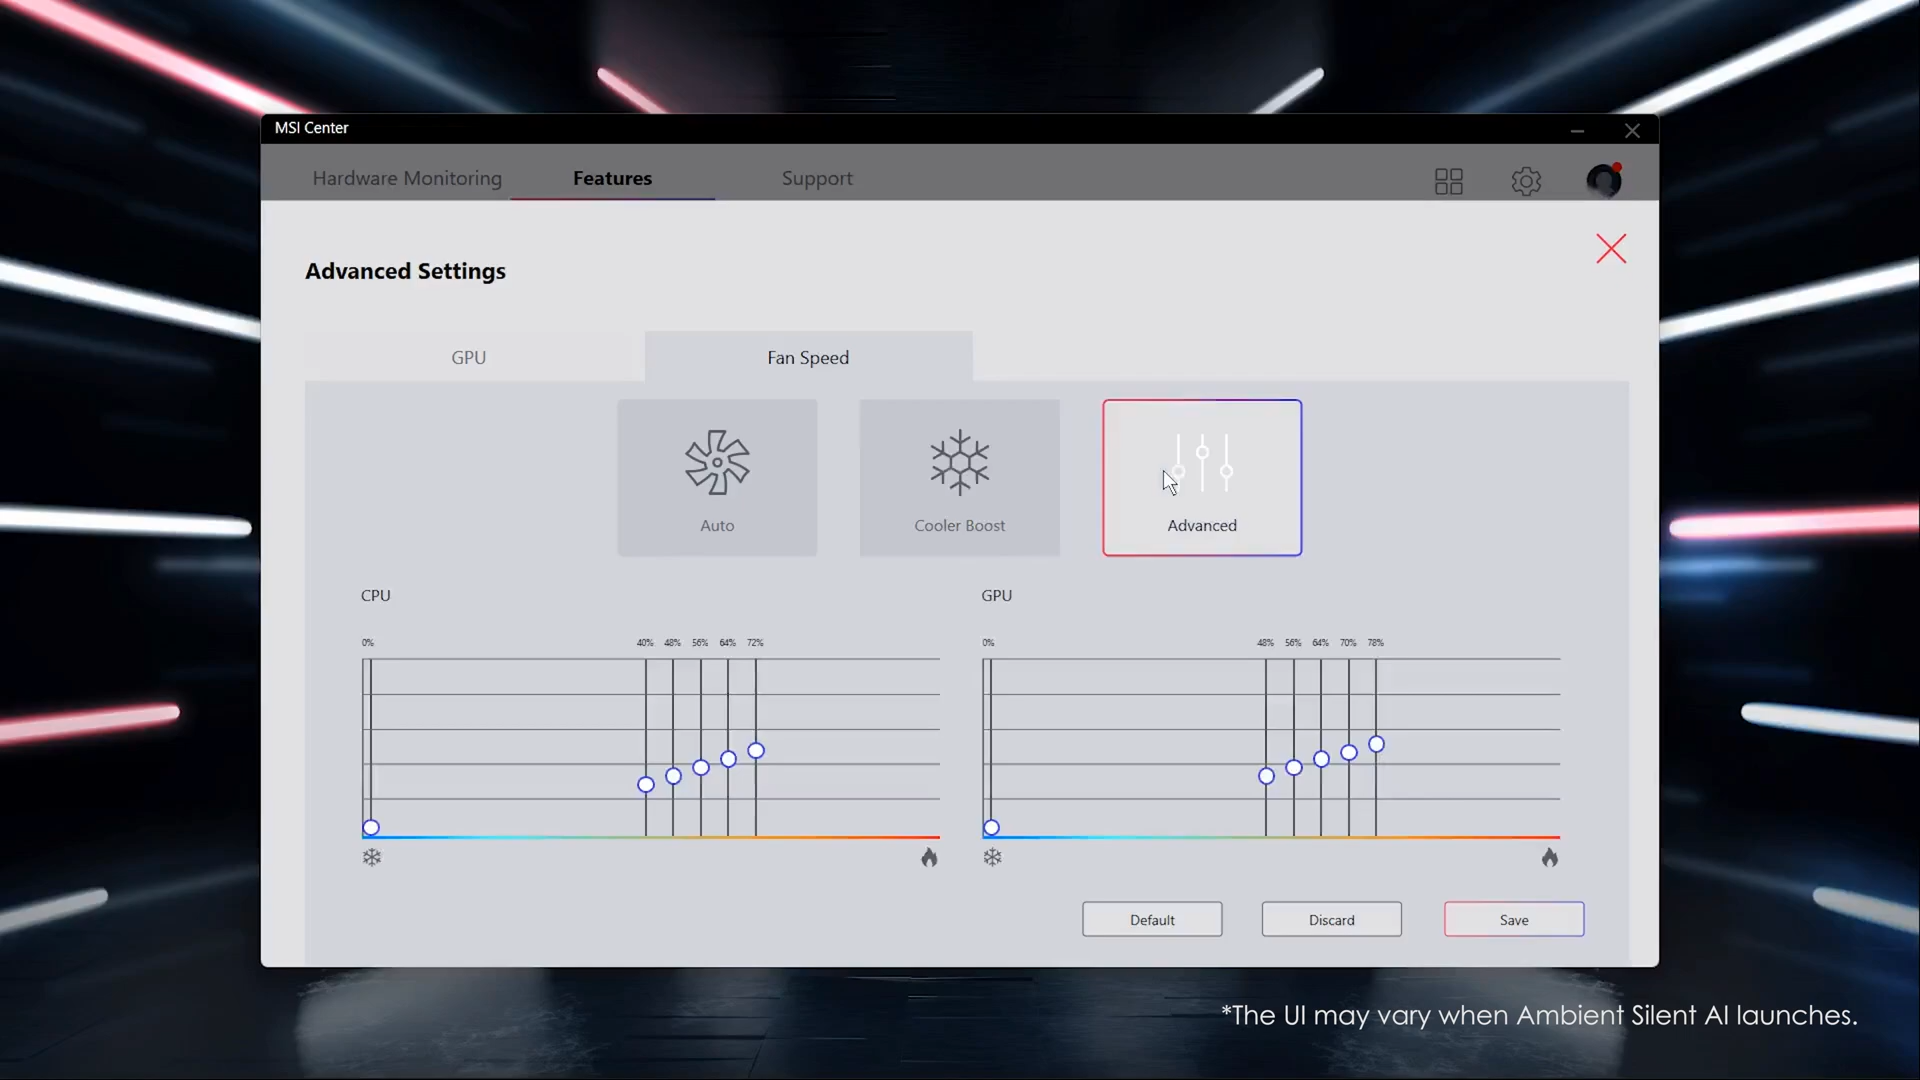 MSI Center
Hardware Monitoring Features Support
Advanced Settings
GPU Fan Speed
Auto Cooler Boost Advanced
CPU GPU
0% 40% 48% 56% 64% 72% 0% 48% 56% 64% 70% 78%
Default Discard Save
*The UI may vary when Ambient Silent AI launches.